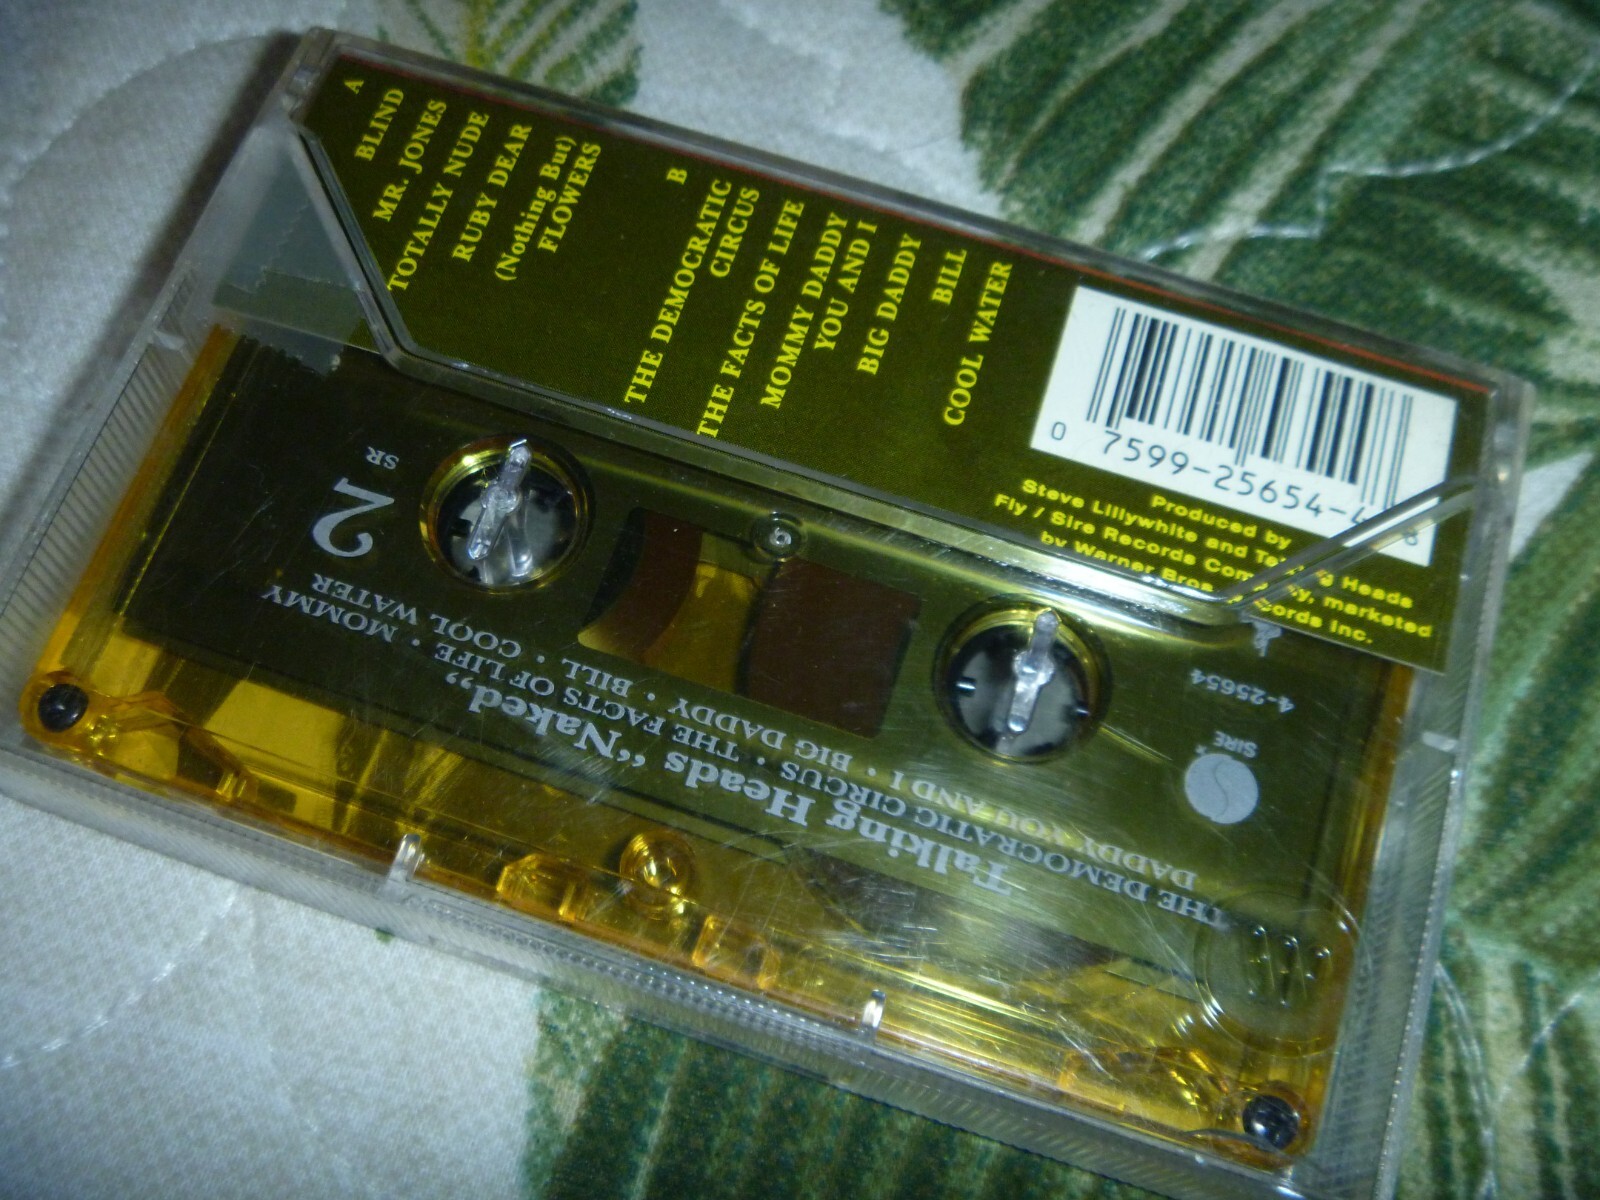 A
BLIND
MR. JONES
TOTALLY NUDE
RUBY DEAR
(Nothing But)
FLOWERS
B
THE DEMOCRATIC
CIRCUS
THE FACTS OF LIFE
MOMMY DADDY
YOU AND I
BIG DADDY
BILL
COOL WATER
0 7599-25654-4 8
Produced by
Steve Lillywhite and Talking Heads
Fly / Sire Records Company, marketed
by Warner Bros. Records Inc.
SR
2
4-25654
SIRE
Talking Heads “Naked”
THE DEMOCRATIC CIRCUS • THE FACTS OF LIFE • MOMMY
DADDY YOU AND I • BIG DADDY • BILL • COOL WATER